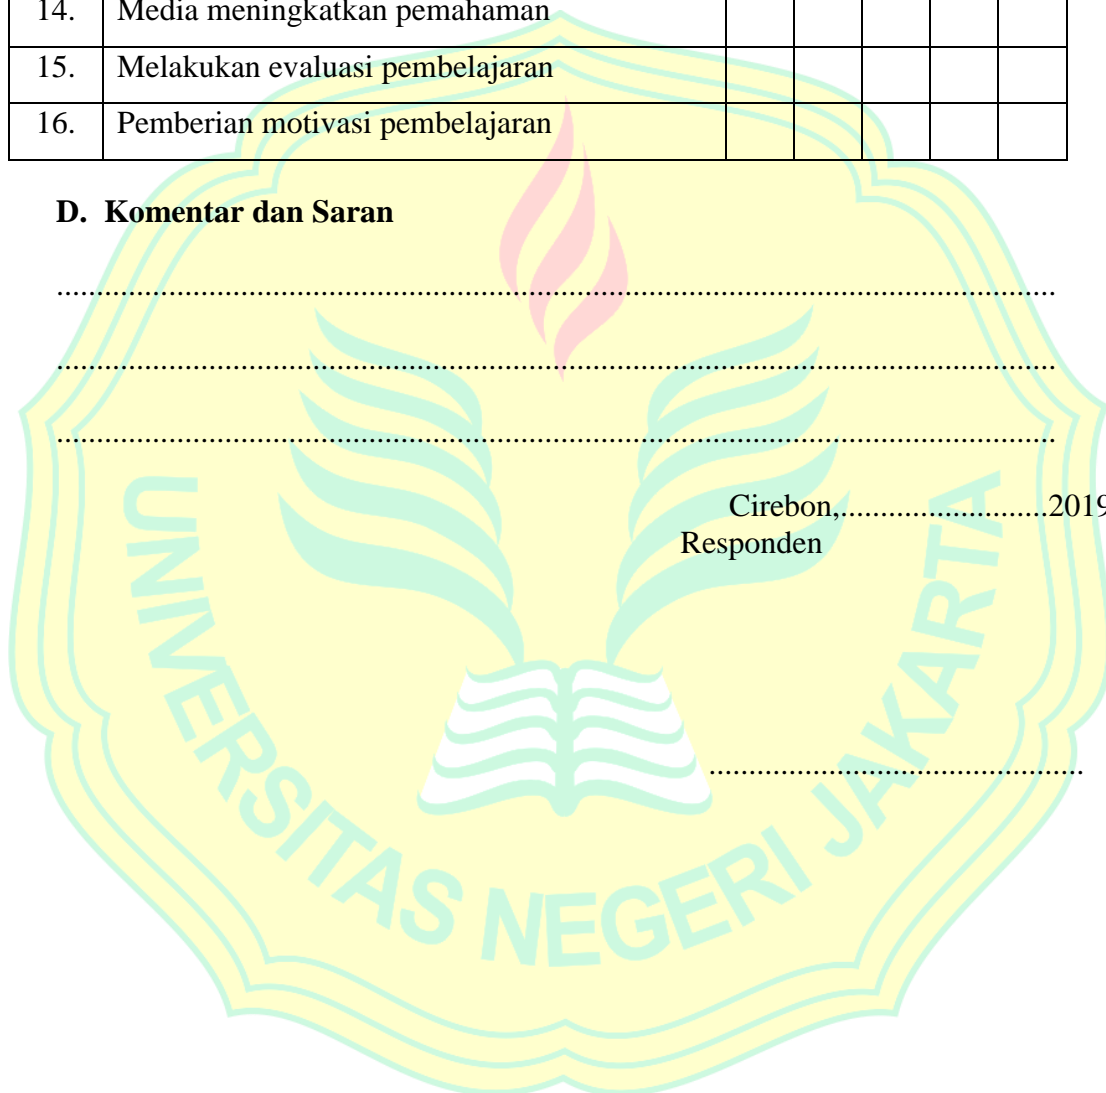 14. Media meningkatkan pemahaman
15. Melakukan evaluasi pembelajaran
16. Pemberian motivasi pembelajaran
D. Komentar dan Saran
.............................................................................................................................
.............................................................................................................................
.............................................................................................................................
Cirebon,..........................2019
Responden
...............................................
UNIVERSITAS NEGERI JAKARTA